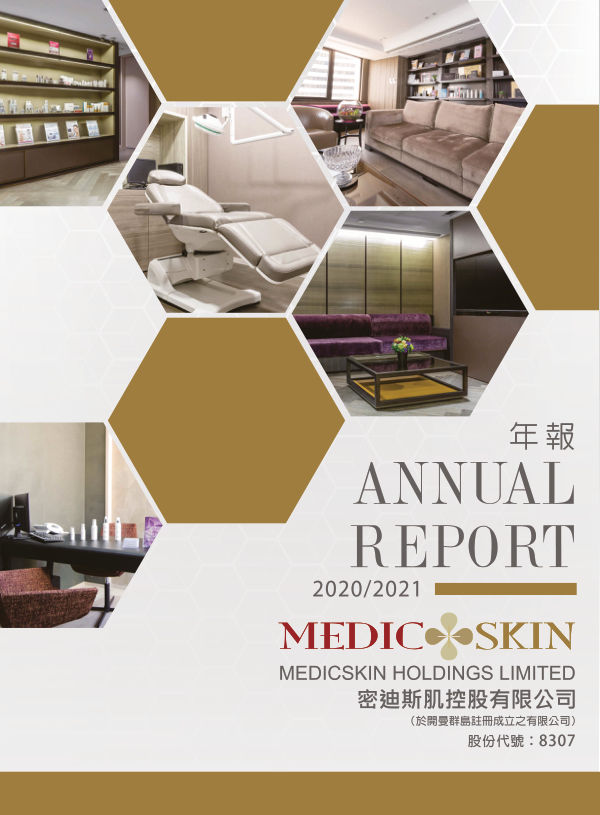 年報
ANNUAL
REPORT
2020/2021
MEDIC SKIN
MEDICSKIN HOLDINGS LIMITED
密迪斯肌控股有限公司
（於開曼群島註冊成立之有限公司）
股份代號：8307